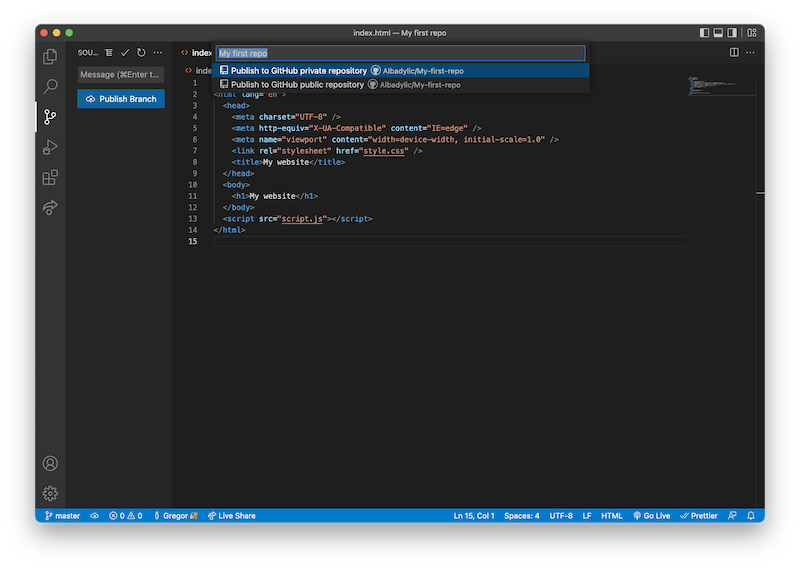 index.html — My first repo
SOU...
index
My first repo
Publish to GitHub private repository Albadylic/My-first-repo
Publish to GitHub public repository Albadylic/My-first-repo
Message (⌘Enter t...
Publish Branch
inde
1
2 <html lang="en">
3 <head>
4 <meta charset="UTF-8" />
5 <meta http-equiv="X-UA-Compatible" content="IE=edge" />
6 <meta name="viewport" content="width=device-width, initial-scale=1.0" />
7 <link rel="stylesheet" href="style.css" />
8 <title>My website</title>
9 </head>
10 <body>
11 <h1>My website</h1>
12 </body>
13 <script src="script.js"></script>
14 </html>
15
master 0 0 Gregor Live Share Ln 15, Col 1 Spaces: 4 UTF-8 LF HTML Go Live Prettier